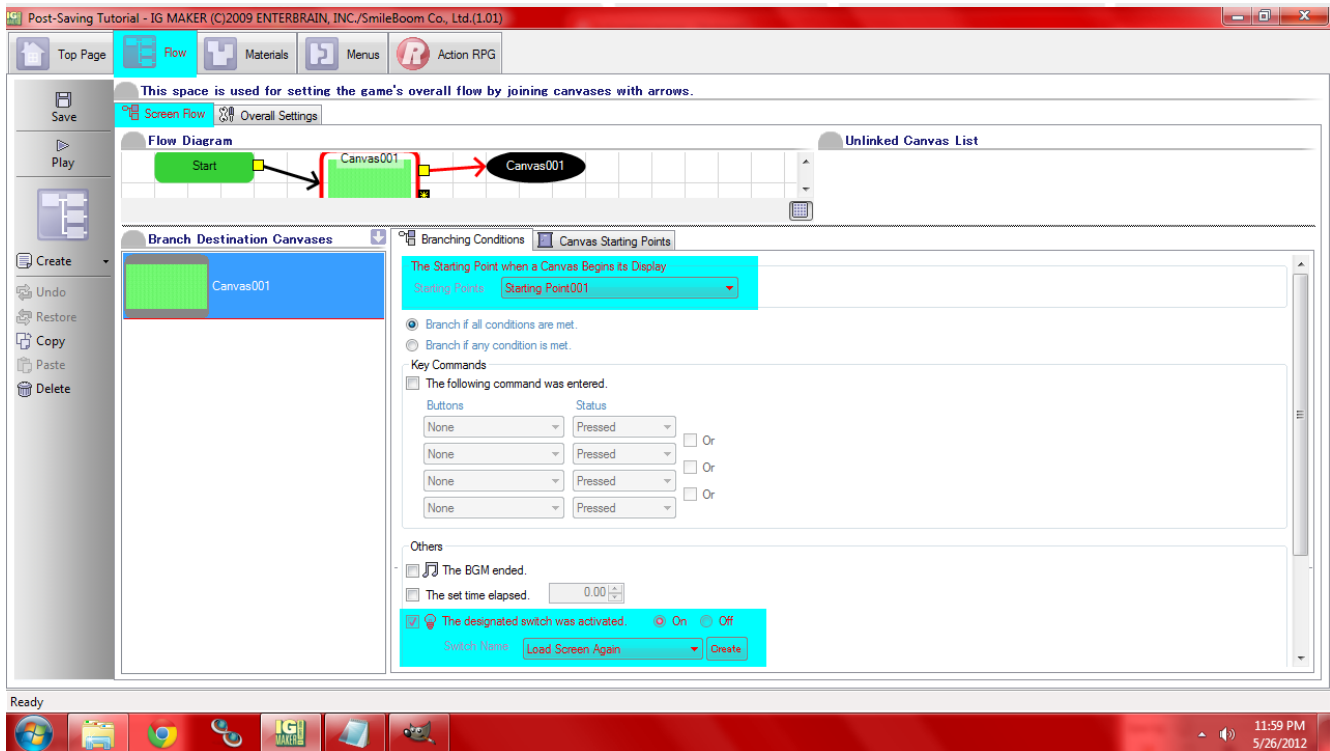 Post-Saving Tutorial - IG MAKER (C)2009 ENTERBRAIN, INC./SmileBoom Co., Ltd.(1.01)
Top Page
Flow
Materials
Menus
Action RPG
This space is used for setting the game's overall flow by joining canvases with arrows.
Save
Screen Flow
Overall Settings
Flow Diagram
Unlinked Canvas List
Play
Start
Canvas001
Canvas001
Branch Destination Canvases
Branching Conditions
Canvas Starting Points
Create
Canvas001
The Starting Point when a Canvas Begins its Display
Starting Points
Starting Point001
Undo
Restore
Copy
Paste
Delete
Branch if all conditions are met.
Branch if any condition is met.
Key Commands
The following command was entered.
Buttons Status
None Pressed
Or
None Pressed
Or
None Pressed
Or
None Pressed
Others
The BGM ended.
The set time elapsed. 0.00
The designated switch was activated. On Off
Switch Name Load Screen Again Create
Ready
IG
MAKER
11:59 PM
5/26/2012